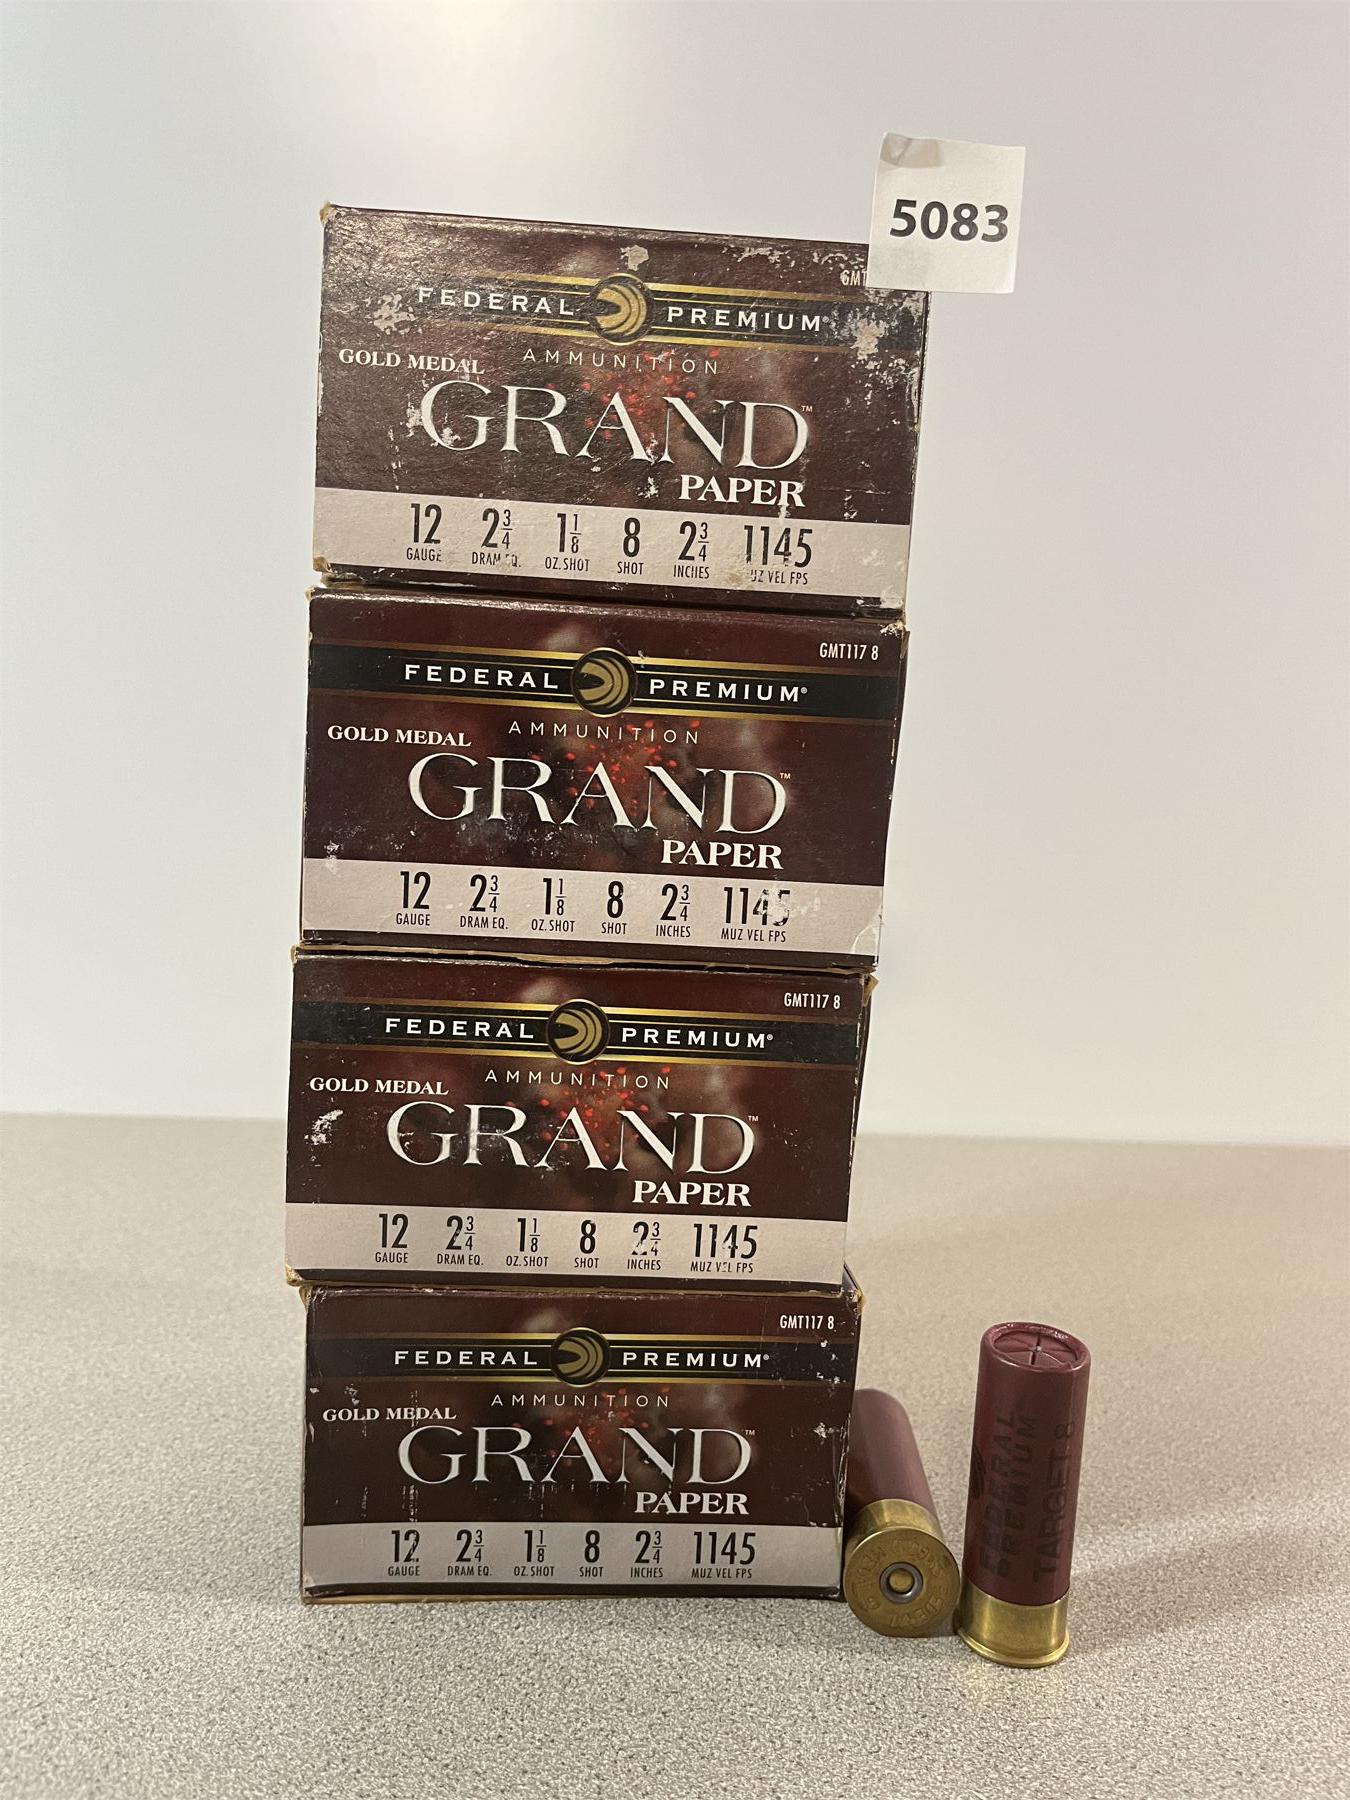 5083
GMT
FEDERAL PREMIUM®
AMMUNITION
GOLD MEDAL
GRAND™
PAPER
12 2 3/4 1 1/8 8 2 3/4 1145
GAUGE DRAM EQ. OZ. SHOT SHOT INCHES MUZ VEL FPS
GMT117 8
FEDERAL PREMIUM®
AMMUNITION
GOLD MEDAL
GRAND™
PAPER
12 2 3/4 1 1/8 8 2 3/4 1145
GAUGE DRAM EQ. OZ. SHOT SHOT INCHES MUZ VEL FPS
GMT117 8
FEDERAL PREMIUM®
AMMUNITION
GOLD MEDAL
GRAND™
PAPER
12 2 3/4 1 1/8 8 2 3/4 1145
GAUGE DRAM EQ. OZ. SHOT SHOT INCHES MUZ VEL FPS
GMT117 8
FEDERAL PREMIUM®
AMMUNITION
GOLD MEDAL
GRAND™
PAPER
12 2 3/4 1 1/8 8 2 3/4 1145
GAUGE DRAM EQ. OZ. SHOT SHOT INCHES MUZ VEL FPS
FEDERAL
PREMIUM
TARGET 8